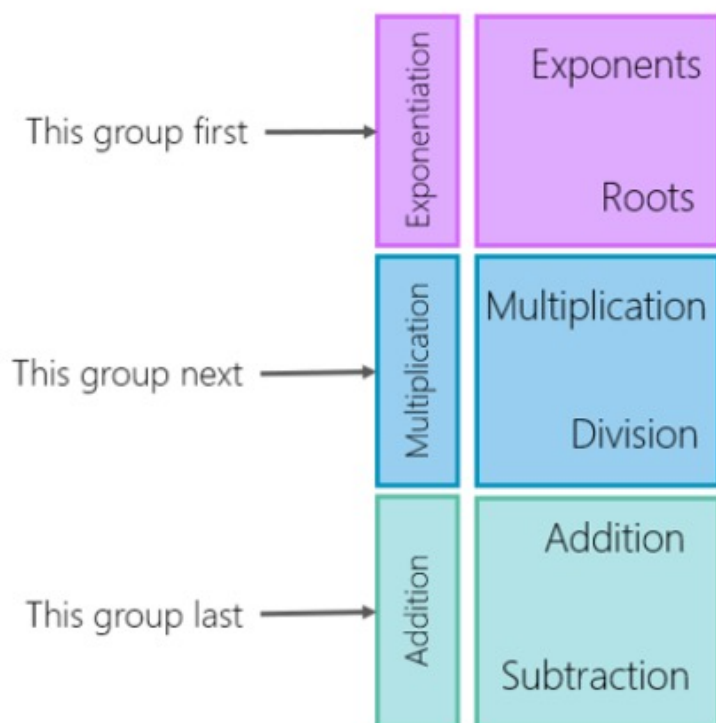 Exponentiation
Exponents
This group first
Roots
Multiplication
Multiplication
This group next
Division
Addition
Addition
This group last
Subtraction